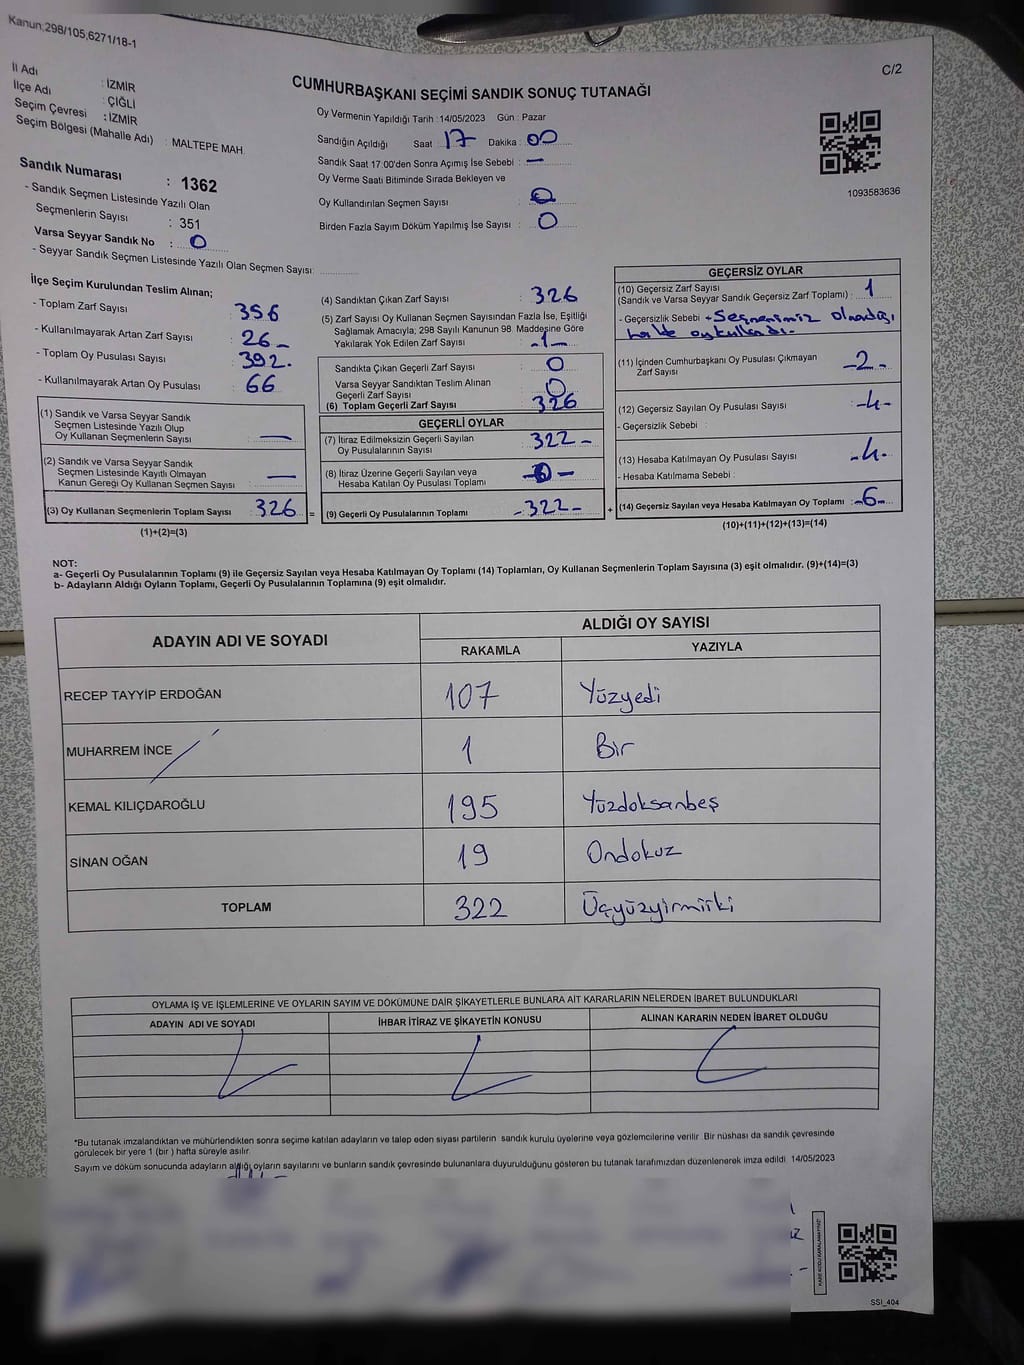 Kanun;298/105,6271/18-1
C/2
İl Adı : İZMİR
İlçe Adı : ÇİĞLİ
Seçim Çevresi : İZMİR
Seçim Bölgesi (Mahalle Adı) : MALTEPE MAH.
Sandık Numarası : 1362
- Sandık Seçmen Listesinde Yazılı Olan
Seçmenlerin Sayısı : 351
Varsa Seyyar Sandık No : 0
- Seyyar Sandık Seçmen Listesinde Yazılı Olan Seçmen Sayısı:
CUMHURBAŞKANI SEÇİMİ SANDIK SONUÇ TUTANAĞI
Oy Vermenin Yapıldığı Tarih : 14/05/2023 Gün : Pazar
Sandığın Açıldığı Saat : 17 Dakika : 00
Sandık Saat 17:00'den Sonra Açımış İse Sebebi : —
Oy Verme Saati Bitiminde Sırada Bekleyen ve
Oy Kullandırılan Seçmen Sayısı : 0
Birden Fazla Sayım Döküm Yapılmış İse Sayısı : 0
1093583636
İlçe Seçim Kurulundan Teslim Alınan;
- Toplam Zarf Sayısı : 356
- Kullanılmayarak Artan Zarf Sayısı : 26-
- Toplam Oy Pusulası Sayısı : 392.
- Kullanılmayarak Artan Oy Pusulası : 66
(1) Sandık ve Varsa Seyyar Sandık
Seçmen Listesinde Yazılı Olup
Oy Kullanan Seçmenlerin Sayısı : —
(2) Sandık ve Varsa Seyyar Sandık
Seçmen Listesinde Kayıtlı Olmayan
Kanun Gereği Oy Kullanan Seçmen Sayısı : —
(3) Oy Kullanan Seçmenlerin Toplam Sayısı : 326 =
(1)+(2)=(3)
(4) Sandıktan Çıkan Zarf Sayısı : 326
(5) Zarf Sayısı Oy Kullanan Seçmen Sayısından Fazla İse, Eşitliği
Sağlamak Amacıyla; 298 Sayılı Kanunun 98. Maddesine Göre
Yakılarak Yok Edilen Zarf Sayısı : -1-
Sandıkta Çıkan Geçerli Zarf Sayısı : 0
Varsa Seyyar Sandıktan Teslim Alınan
Geçerli Zarf Sayısı : 0
(6) Toplam Geçerli Zarf Sayısı : 326
GEÇERLİ OYLAR
(7) İtiraz Edilmeksizin Geçerli Sayılan
Oy Pusulalarının Sayısı : 322-
(8) İtiraz Üzerine Geçerli Sayılan veya
Hesaba Katılan Oy Pusulası Toplamı : -0-
(9) Geçerli Oy Pusulalarının Toplamı : -322- +
GEÇERSİZ OYLAR
(10) Geçersiz Zarf Sayısı
(Sandık ve Varsa Seyyar Sandık Geçersiz Zarf Toplamı) : 1
- Geçersizlik Sebebi : Seçmenimiz olmadığı
halde oy kullandı.
(11) İçinden Cumhurbaşkanı Oy Pusulası Çıkmayan
Zarf Sayısı : -2-
(12) Geçersiz Sayılan Oy Pusulası Sayısı : -4-
- Geçersizlik Sebebi :
(13) Hesaba Katılmayan Oy Pusulası Sayısı : -4-
- Hesaba Katılmama Sebebi :
(14) Geçersiz Sayılan veya Hesaba Katılmayan Oy Toplamı : -6-
(10)+(11)+(12)+(13)=(14)
NOT:
a- Geçerli Oy Pusulalarının Toplamı (9) ile Geçersiz Sayılan veya Hesaba Katılmayan Oy Toplamı (14) Toplamları, Oy Kullanan Seçmenlerin Toplam Sayısına (3) eşit olmalıdır. (9)+(14)=(3)
b- Adayların Aldığı Oyların Toplamı, Geçerli Oy Pusulalarının Toplamına (9) eşit olmalıdır.
ADAYIN ADI VE SOYADI
ALDIĞI OY SAYISI
RAKAMLA YAZIYLA
RECEP TAYYİP ERDOĞAN 107 Yüzyedi
MUHARREM İNCE 1 Bir
KEMAL KILIÇDAROĞLU 195 Yüzdoksanbeş
SİNAN OĞAN 19 Ondokuz
TOPLAM 322 Üçyüzyirmiiki
OYLAMA İŞ VE İŞLEMLERİNE VE OYLARIN SAYIM VE DÖKÜMÜNE DAİR ŞİKAYETLERLE BUNLARA AİT KARARLARIN NELERDEN İBARET BULUNDUKLARI
ADAYIN ADI VE SOYADI İHBAR İTİRAZ VE ŞİKAYETİN KONUSU ALINAN KARARIN NEDEN İBARET OLDUĞU
*Bu tutanak imzalandıktan ve mühürlendikten sonra seçime katılan adayların ve talep eden siyasi partilerin sandık kurulu üyelerine veya gözlemcilerine verilir. Bir nüshası da sandık çevresinde
görülecek bir yere 1 (bir ) hafta süreyle asılır.
Sayım ve döküm sonucunda adayların aldığı oyların sayılarını ve bunların sandık çevresinde bulunanlara duyurulduğunu gösteren bu tutanak tarafımızdan düzenlenerek imza edildi. 14/05/2023
SSI_404